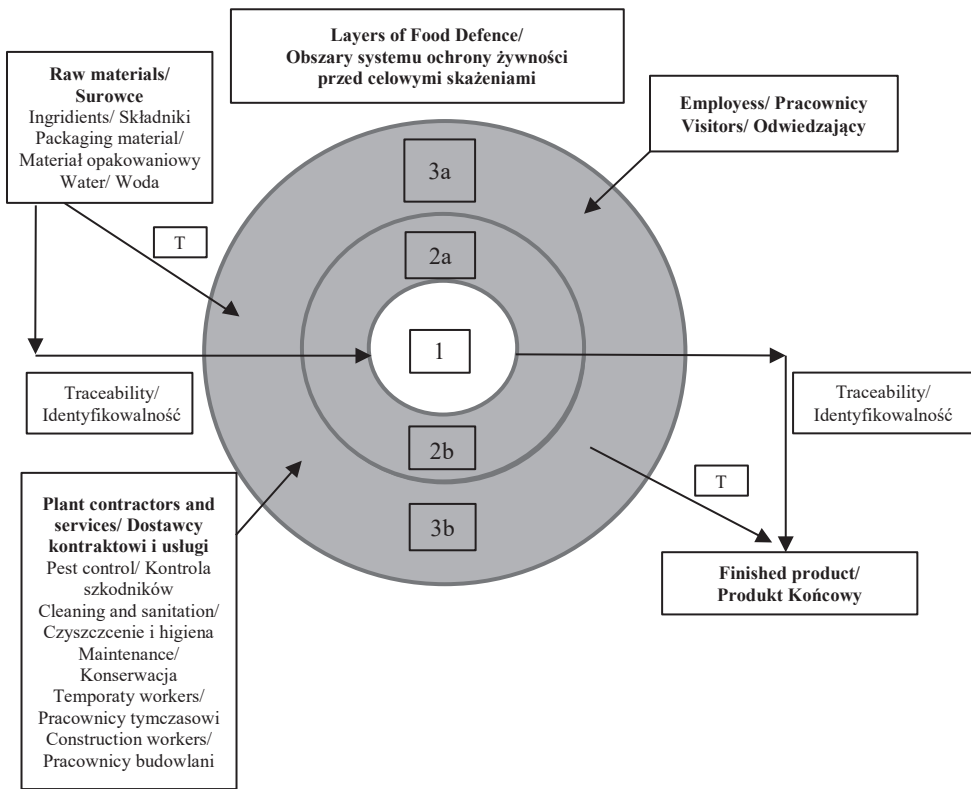 Layers of Food Defence/
Obszary systemu ochrony żywności
przed celowymi skażeniami
Raw materials/
Surowce
Ingridients/ Składniki
Packaging material/
Materiał opakowaniowy
Water/ Woda
Employess/ Pracownicy
Visitors/ Odwiedzający
3a
T
2a
1
Traceability/
Identyfikowalność
Traceability/
Identyfikowalność
2b
T
3b
Plant contractors and
services/ Dostawcy
kontraktowi i usługi
Pest control/ Kontrola
szkodników
Cleaning and sanitation/
Czyszczcenie i higiena
Maintenance/
Konserwacja
Temporaty workers/
Pracownicy tymczasowi
Construction workers/
Pracownicy budowlani
Finished product/
Produkt Końcowy